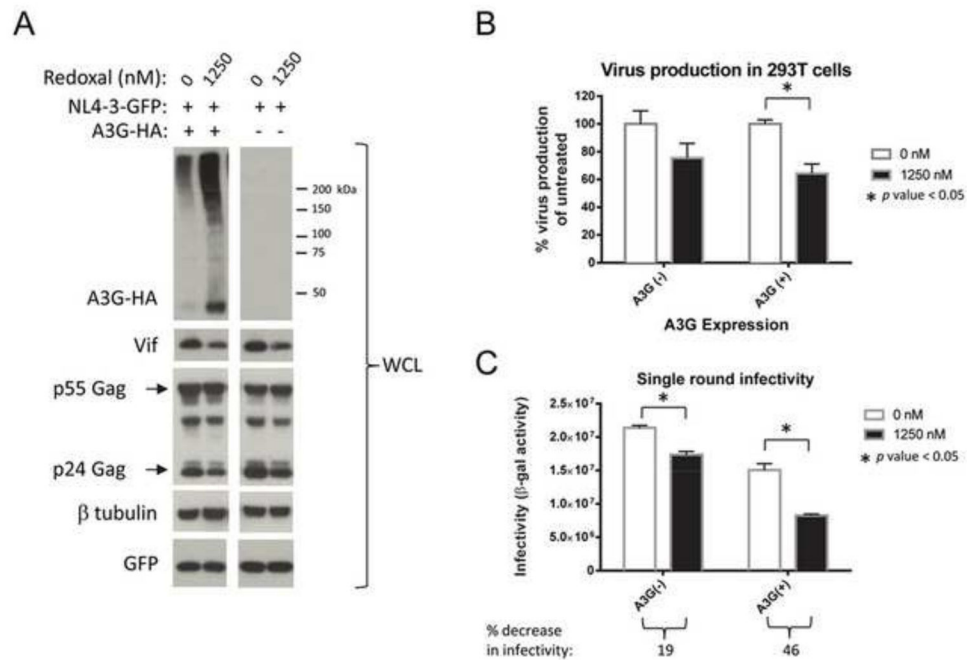 A
Redoxal (nM): 0 1250 0 1250
NL4-3-GFP: + + + +
A3G-HA: + + - -
200 kDa
150
100
75
50
A3G-HA
Vif
p55 Gag
p24 Gag
β tubulin
GFP
WCL
B
Virus production in 293T cells
% virus production
of untreated
120
100
80
60
40
20
0
*
A3G (-)
A3G (+)
A3G Expression
0 nM
1250 nM
* p value < 0.05
C
Single round infectivity
Infectivity (β-gal activity)
2.5×10⁷
2.0×10⁷
1.5×10⁷
1.0×10⁷
5.0×10⁶
0
*
*
A3G(-)
A3G(+)
0 nM
1250 nM
* p value < 0.05
% decrease
in infectivity: 19 46